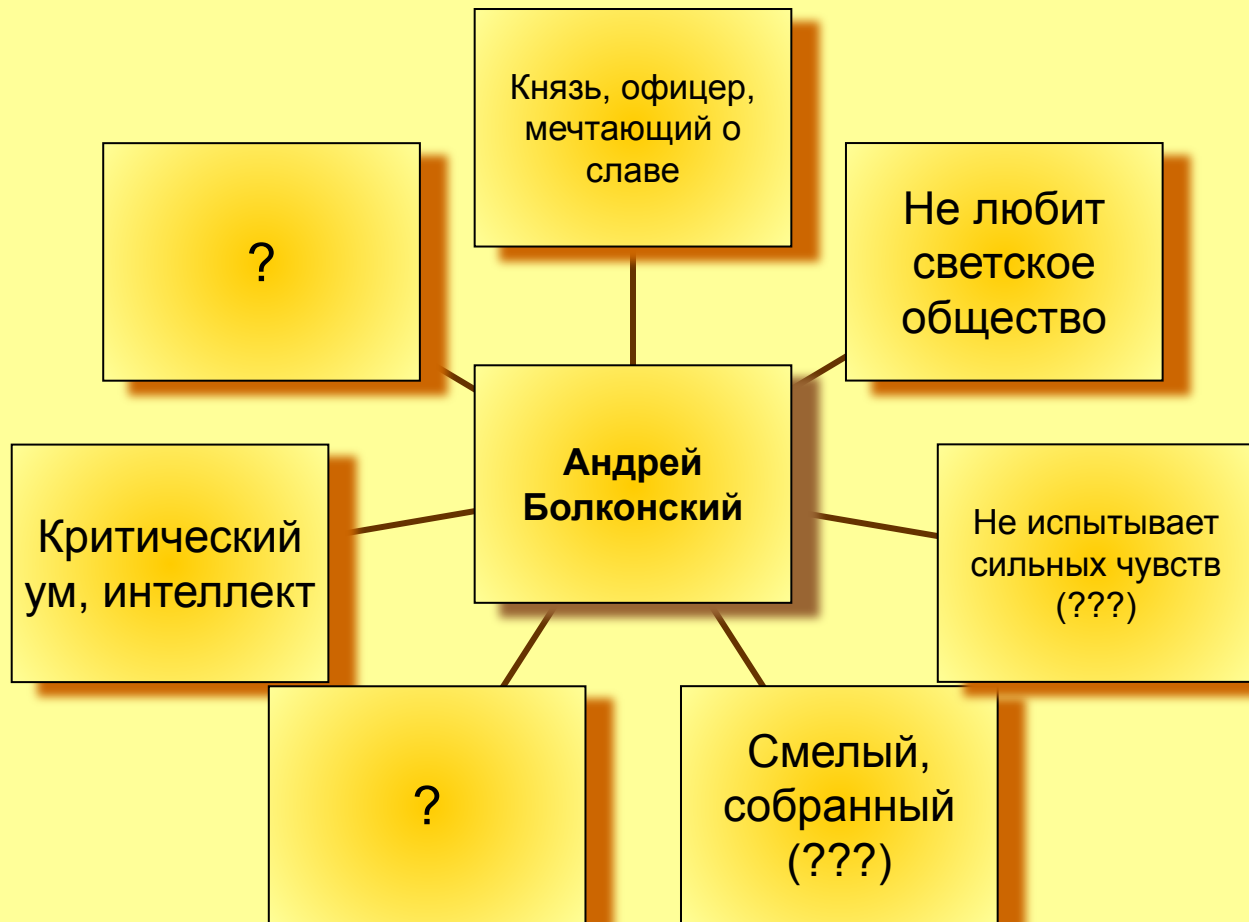 Князь, офицер,
мечтающий о
славе
?
Не любит
светское
общество
Андрей
Болконский
Критический
ум, интеллект
Не испытывает
сильных чувств
(???)
?
Смелый,
собранный
(???)